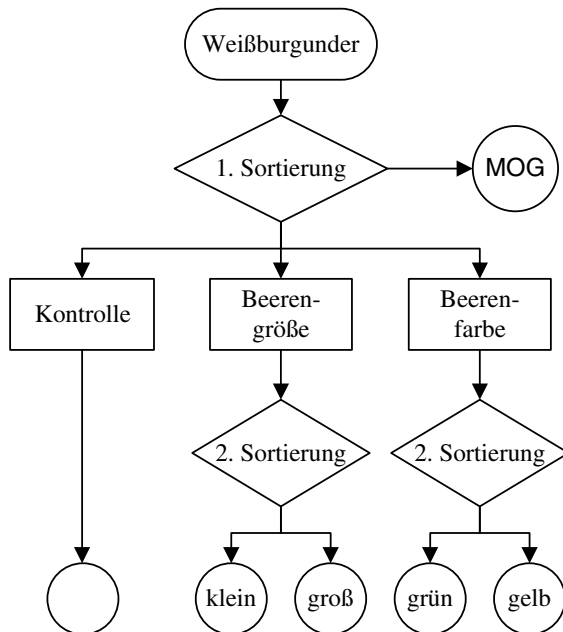 Weißburgunder
1. Sortierung
MOG
Kontrolle
Beeren-
größe
Beeren-
farbe
2. Sortierung
2. Sortierung
klein
groß
grün
gelb